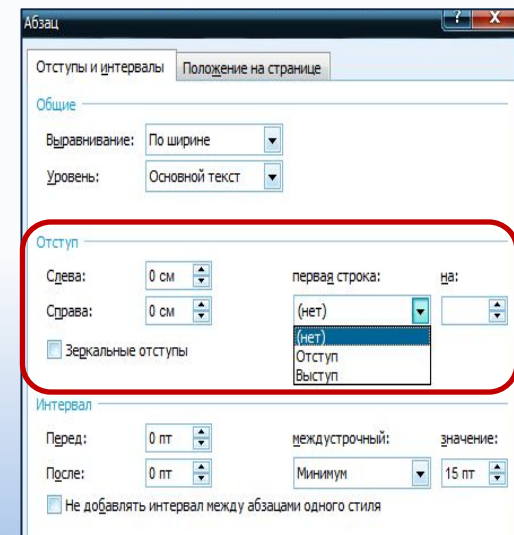 Абзац ? X
Отступы и интервалы Положение на странице
Общие
Выравнивание: По ширине
Уровень: Основной текст
Отступ
Слева: 0 см первая строка: на:
Справа: 0 см (нет)
(нет)
Зеркальные отступы Отступ
Выступ
Интервал
Перед: 0 пт междустрочный: значение:
После: 0 пт Минимум 15 пт
Не добавлять интервал между абзацами одного стиля